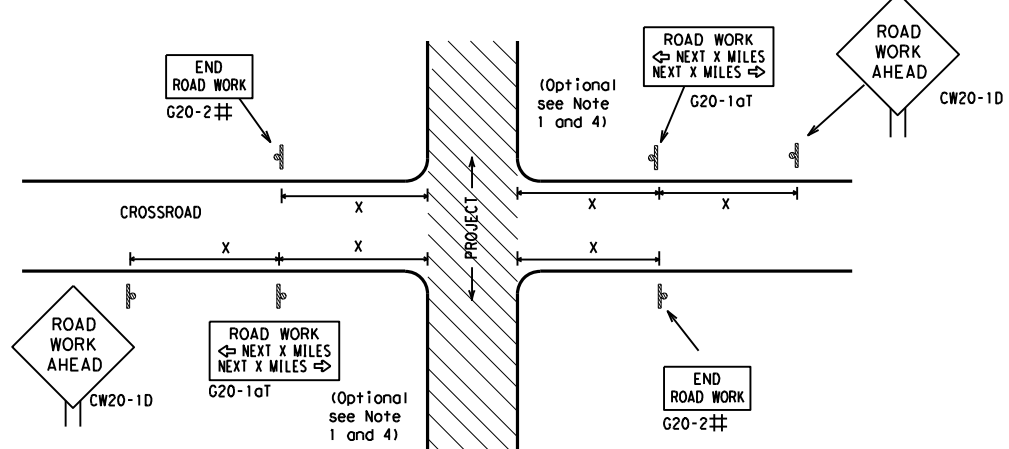 ROAD
WORK
AHEAD
CW20-1D
ROAD WORK
⇦ NEXT X MILES
NEXT X MILES ⇨
G20-1aT
(Optional
see Note
1 and 4)
END
ROAD WORK
G20-2#
X
X
X
CROSSROAD
PROJECT
X
X
X
ROAD
WORK
AHEAD
CW20-1D
ROAD WORK
⇦ NEXT X MILES
NEXT X MILES ⇨
G20-1aT
(Optional
see Note
1 and 4)
END
ROAD WORK
G20-2#